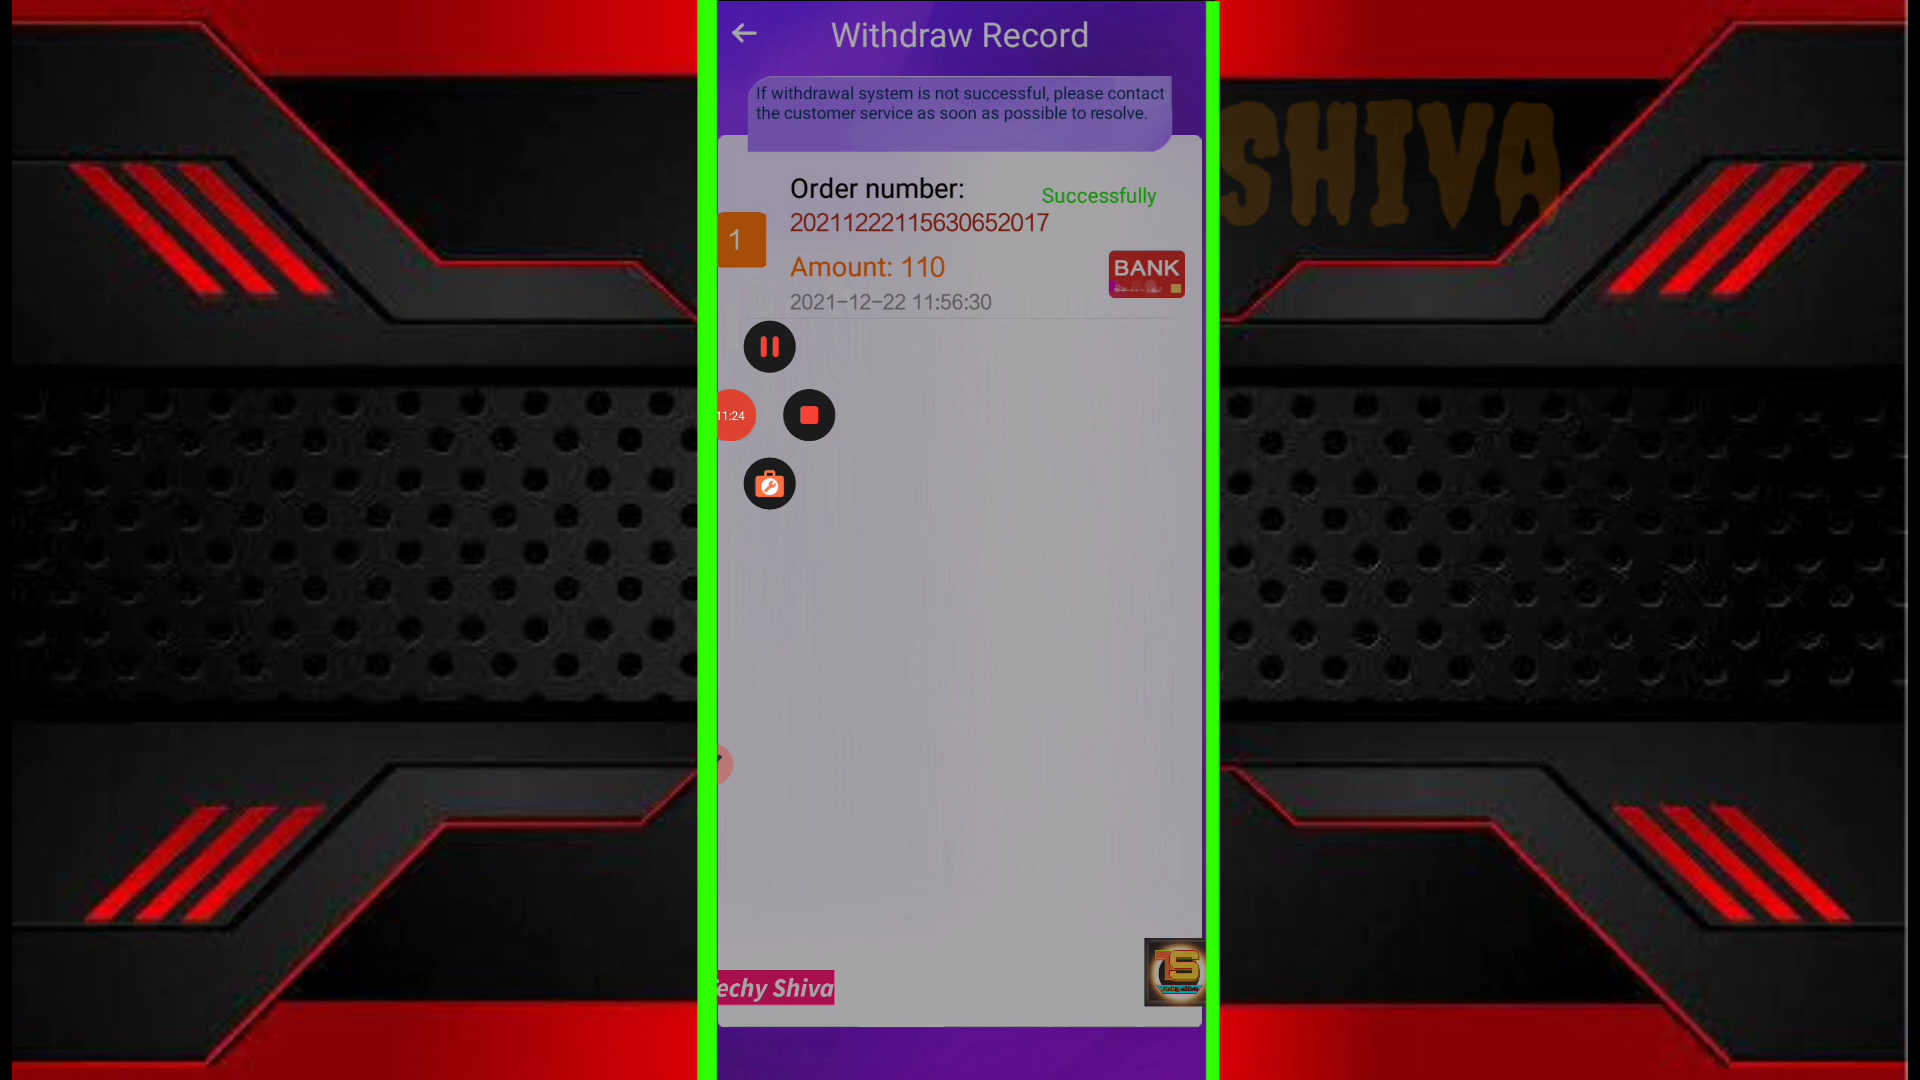 Withdraw Record
If withdrawal system is not successful, please contact
the customer service as soon as possible to resolve.
SHIVA
Order number:
Successfully
20211222115630652017
1
Amount: 110
BANK
2021-12-22 11:56:30
11:24
TS
echy Shiva